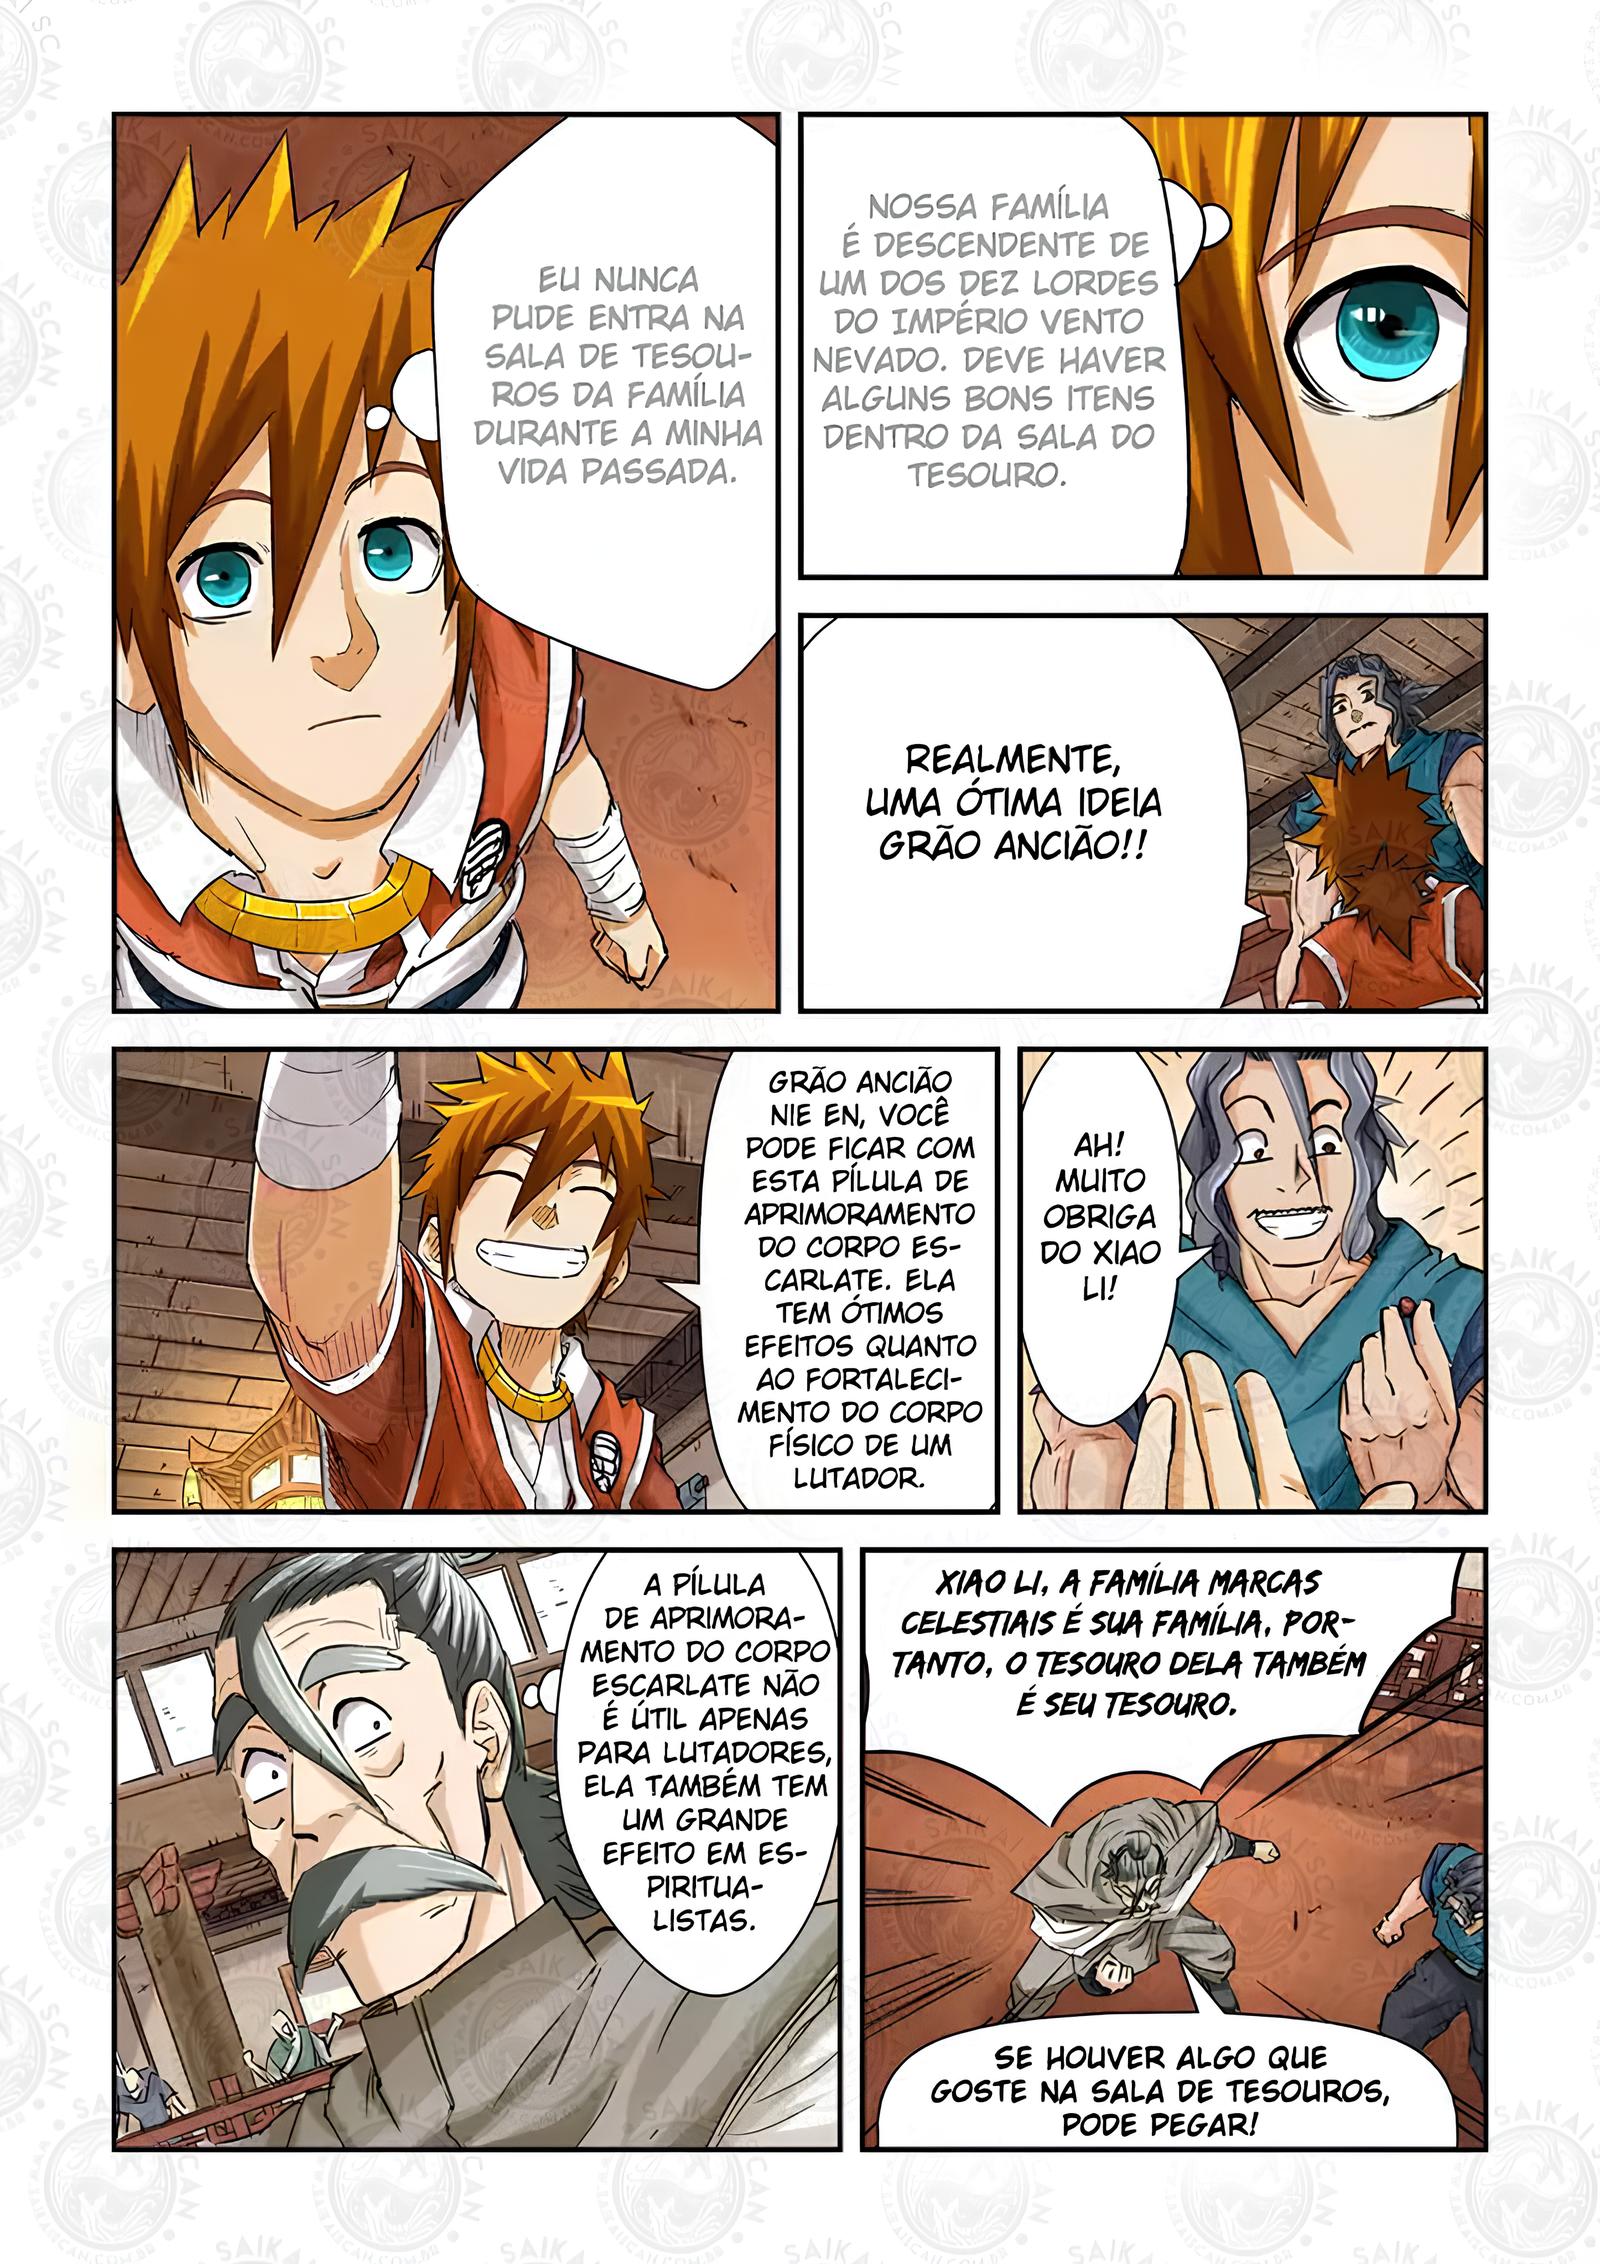 EU NUNCA
PUDE ENTRA NA
SALA DE TESOU-
ROS DA FAMÍLIA
DURANTE A MINHA
VIDA PASSADA.
NOSSA FAMÍLIA
É DESCENDENTE DE
UM DOS DEZ LORDES
DO IMPÉRIO VENTO
NEVADO. DEVE HAVER
ALGUNS BONS ITENS
DENTRO DA SALA DO
TESOURO.
REALMENTE,
UMA ÓTIMA IDEIA
GRÃO ANCIÃO!!
GRÃO ANCIÃO
NIE EN, VOCÊ
PODE FICAR COM
ESTA PÍLULA DE
APRIMORAMENTO
DO CORPO ES-
CARLATE. ELA
TEM ÓTIMOS
EFEITOS QUANTO
AO FORTALECI-
MENTO DO CORPO
FÍSICO DE UM
LUTADOR.
AH!
MUITO
OBRIGA
DO XIAO
LI!
A PÍLULA
DE APRIMORA-
MENTO DO CORPO
ESCARLATE NÃO
É ÚTIL APENAS
PARA LUTADORES,
ELA TAMBÉM TEM
UM GRANDE
EFEITO EM ES-
PIRITUA-
LISTAS.
XIAO LI, A FAMÍLIA MARCAS
CELESTIAIS É SUA FAMÍLIA, POR-
TANTO, O TESOURO DELA TAMBÉM
É SEU TESOURO.
SE HOUVER ALGO QUE
GOSTE NA SALA DE TESOUROS,
PODE PEGAR!